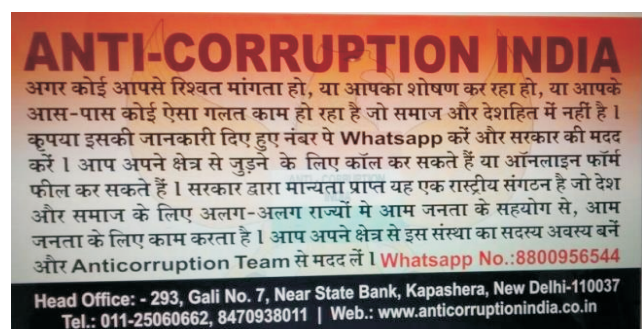 ANTI-CORRUPTION INDIA
अगर कोई आपसे रिश्वत मांगता हो, या आपका शोषण कर रहा हो, या आपके
आस-पास कोई ऐसा गलत काम हो रहा है जो समाज और देशहित में नहीं है l
कृपया इसकी जानकारी दिए हुए नंबर पे Whatsapp करें और सरकार की मदद
करें l आप अपने क्षेत्र से जुड़ने के लिए कॉल कर सकते हैं या ऑनलाइन फॉर्म
फील कर सकते हैं l सरकार द्वारा मान्यता प्राप्त यह एक रास्ट्रीय संगठन है जो देश
और समाज के लिए अलग-अलग राज्यों मे आम जनता के सहयोग से, आम
जनता के लिए काम करता है l आप अपने क्षेत्र से इस संस्था का सदस्य अवस्य बनें
और Anticorruption Team से मदद लें l Whatsapp No.:8800956544
Head Office: - 293, Gali No. 7, Near State Bank, Kapashera, New Delhi-110037
Tel.: 011-25060662, 8470938011 | Web.: www.anticorruptionindia.co.in